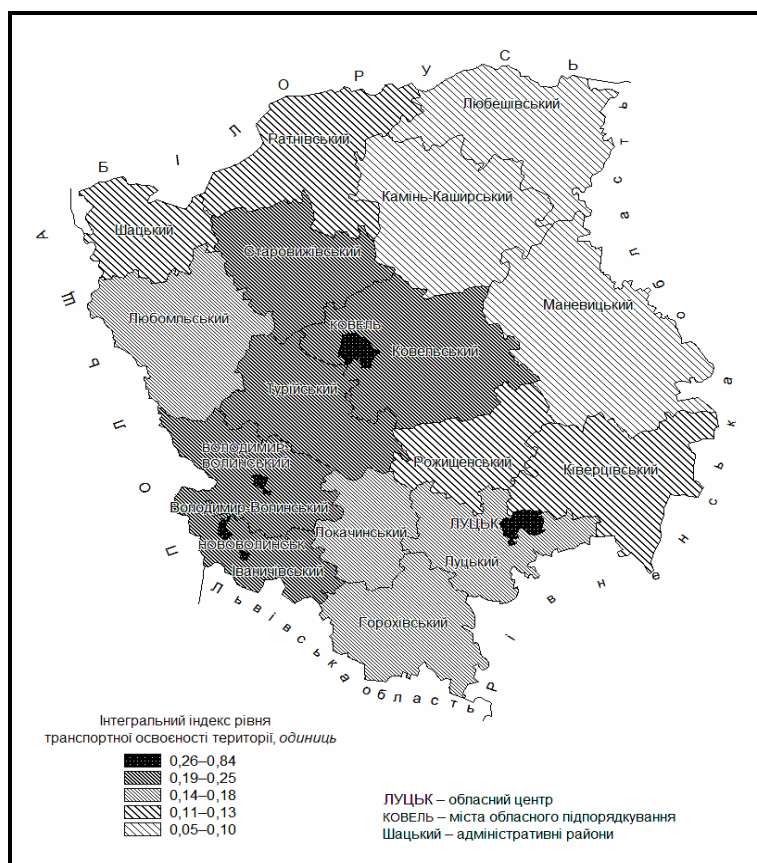 БІЛОРУСЬ
Любешівський
Ратнівський
Камінь-Каширський
Шацький
Старовижівський
Маневицький
Любомльський
КОВЕЛЬ
Ковельський
Турійський
ВОЛОДИМИР-
ВОЛИНСЬКИЙ
Рожищенський
Ківерцівський
Володимир-Волинський
ЛУЦЬК
Локачинський
НОВОВОЛИНСЬК
Луцький
Іваничівський
Горохівський
ПОЛЬЩА
Львівська область
Рівненська область
Інтегральний індекс рівня
транспортної освоєності території, одиниць
0,26–0,84
0,19–0,25
0,14–0,18
0,11–0,13
0,05–0,10
ЛУЦЬК – обласний центр
КОВЕЛЬ – міста обласного підпорядкування
Шацький – адміністративні райони